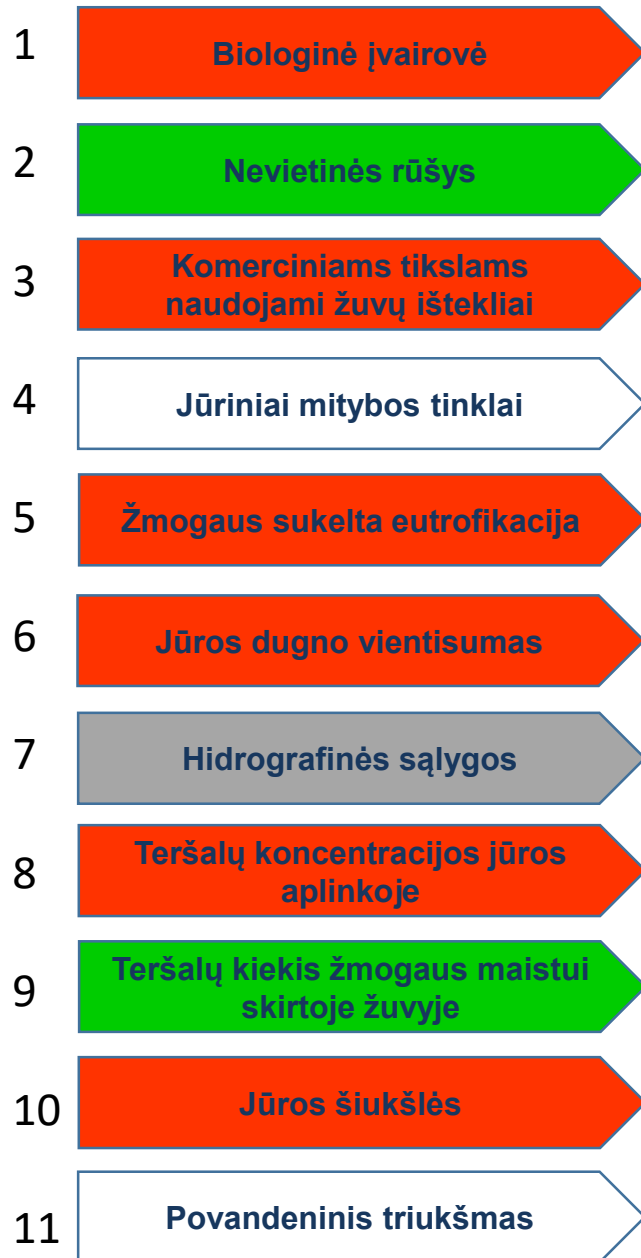 1
Biologinė įvairovė
2
Nevietinės rūšys
3
Komerciniams tikslams
naudojami žuvų ištekliai
4
Jūriniai mitybos tinklai
5
Žmogaus sukelta eutrofikacija
6
Jūros dugno vientisumas
7
Hidrografinės sąlygos
8
Teršalų koncentracijos jūros
aplinkoje
9
Teršalų kiekis žmogaus maistui
skirtoje žuvyje
10
Jūros šiukšlės
11
Povandeninis triukšmas